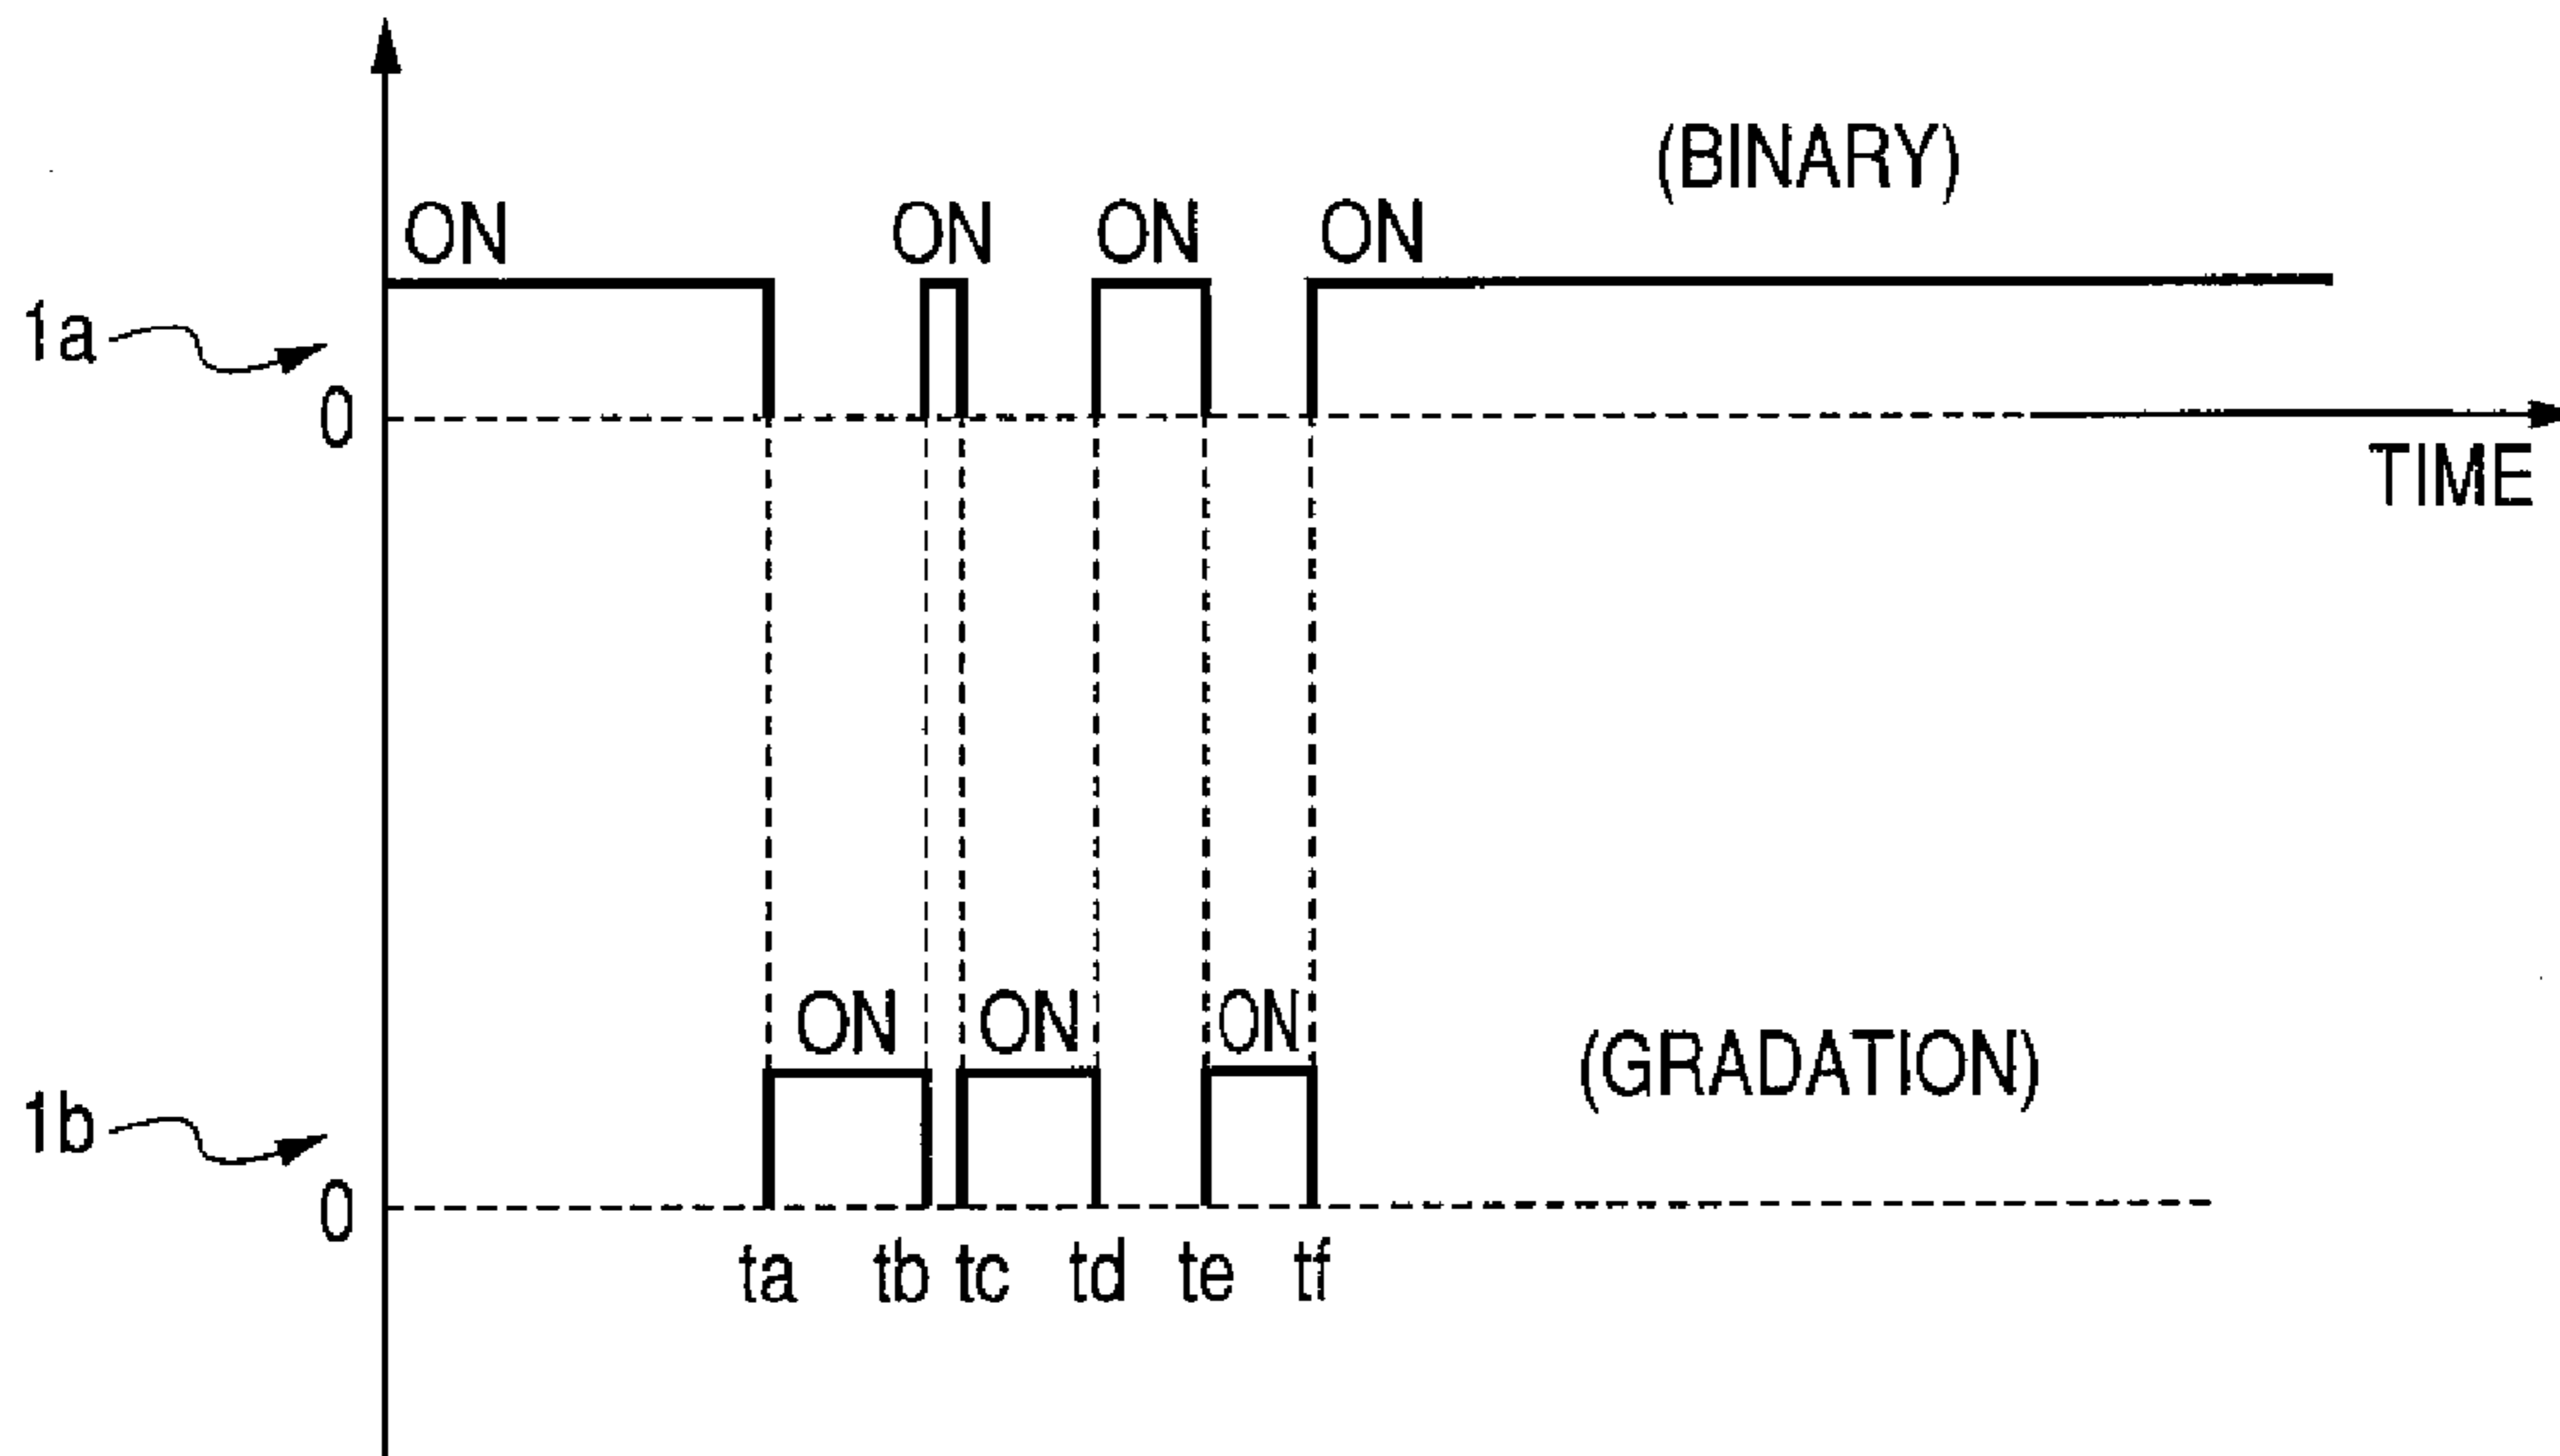 (BINARY)
ON ON ON ON
1a
0
TIME
ON ON ON
(GRADATION)
1b
0
ta tb tc td te tf